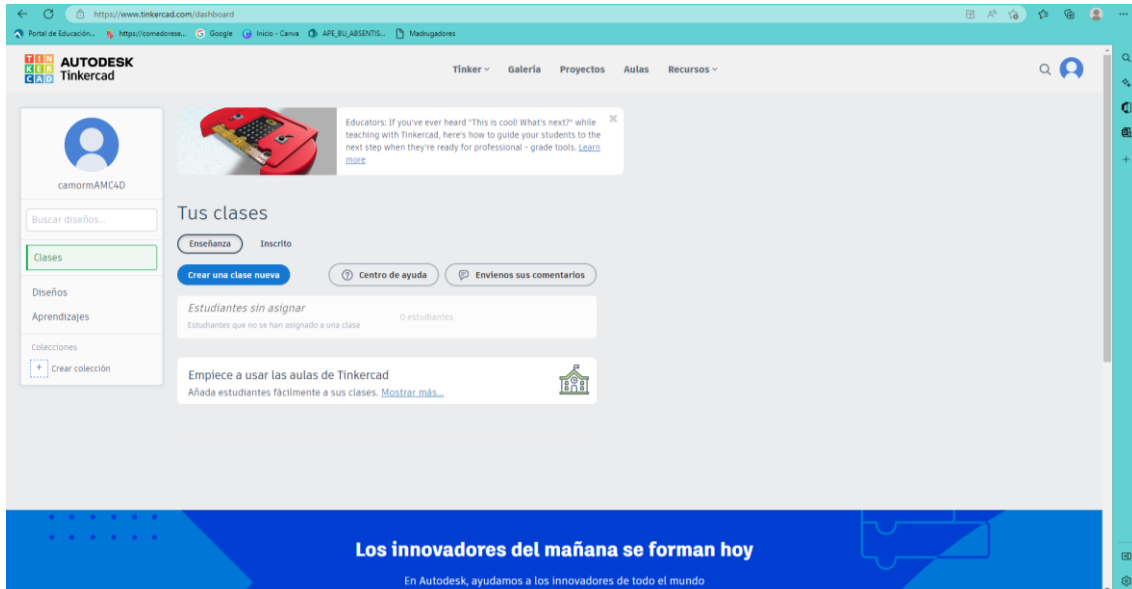 https://www.tinkercad.com/dashboard
Portal de Educación... https://comedorese... Google Inicio - Canva APE_BU_ABSENTIS... Madrugadores
TIN
KER
CAD
AUTODESK
Tinkercad
Tinker Galería Proyectos Aulas Recursos
camormAMC4D
Buscar diseños...
Clases
Diseños
Aprendizajes
Colecciones
+ Crear colección
Educators: If you've ever heard "This is cool! What's next?" while
teaching with Tinkercad, here's how to guide your students to the
next step when they're ready for professional - grade tools. Learn
more
Tus clases
Enseñanza Inscrito
Crear una clase nueva Centro de ayuda Envíenos sus comentarios
Estudiantes sin asignar
Estudiantes que no se han asignado a una clase
0 estudiantes
Empiece a usar las aulas de Tinkercad
Añada estudiantes fácilmente a sus clases. Mostrar más...
Los innovadores del mañana se forman hoy
En Autodesk, ayudamos a los innovadores de todo el mundo